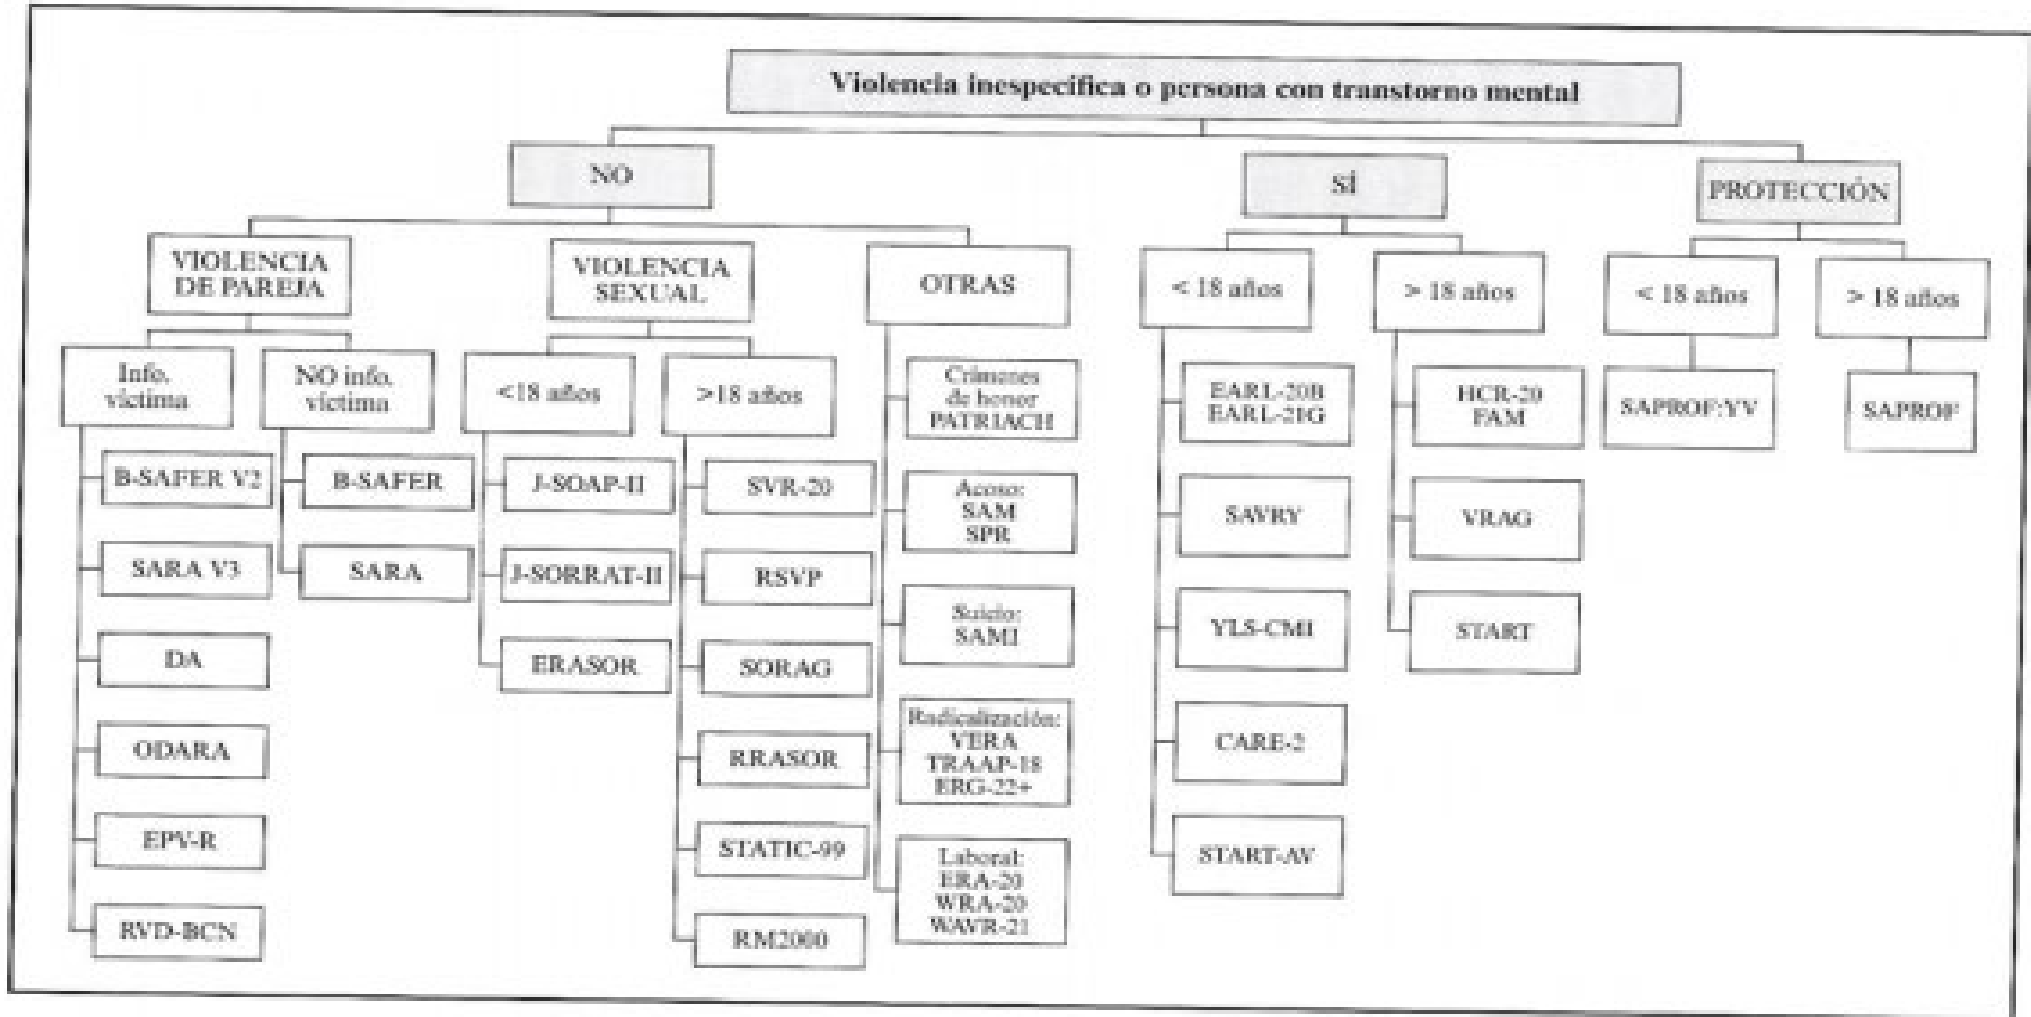 Violencia inespecífica o persona con transtorno mental
NO
SÍ
PROTECCIÓN
VIOLENCIA
DE PAREJA
VIOLENCIA
SEXUAL
OTRAS
< 18 años
> 18 años
< 18 años
> 18 años
Info.
víctima
NO info.
víctima
<18 años
>18 años
B-SAFER V2
SARA V3
DA
ODARA
EPV-R
RVD-BCN
B-SAFER
SARA
J-SOAP-II
J-SORRAT-II
ERASOR
SVR-20
RSVP
SORAG
RRASOR
STATIC-99
RM2000
Crímenes
de honor
PATRIACH
Acoso:
SAM
SPR
Suicio:
SAMI
Radicalización:
VERA
TRAAP-18
ERG-22+
Laboral:
ERA-20
WRA-20
WAVR-21
EARL-20B
EARL-21G
SAVRY
YLS-CMI
CARE-2
START-AV
HCR-20
FAM
VRAG
START
SAPROF:YV
SAPROF